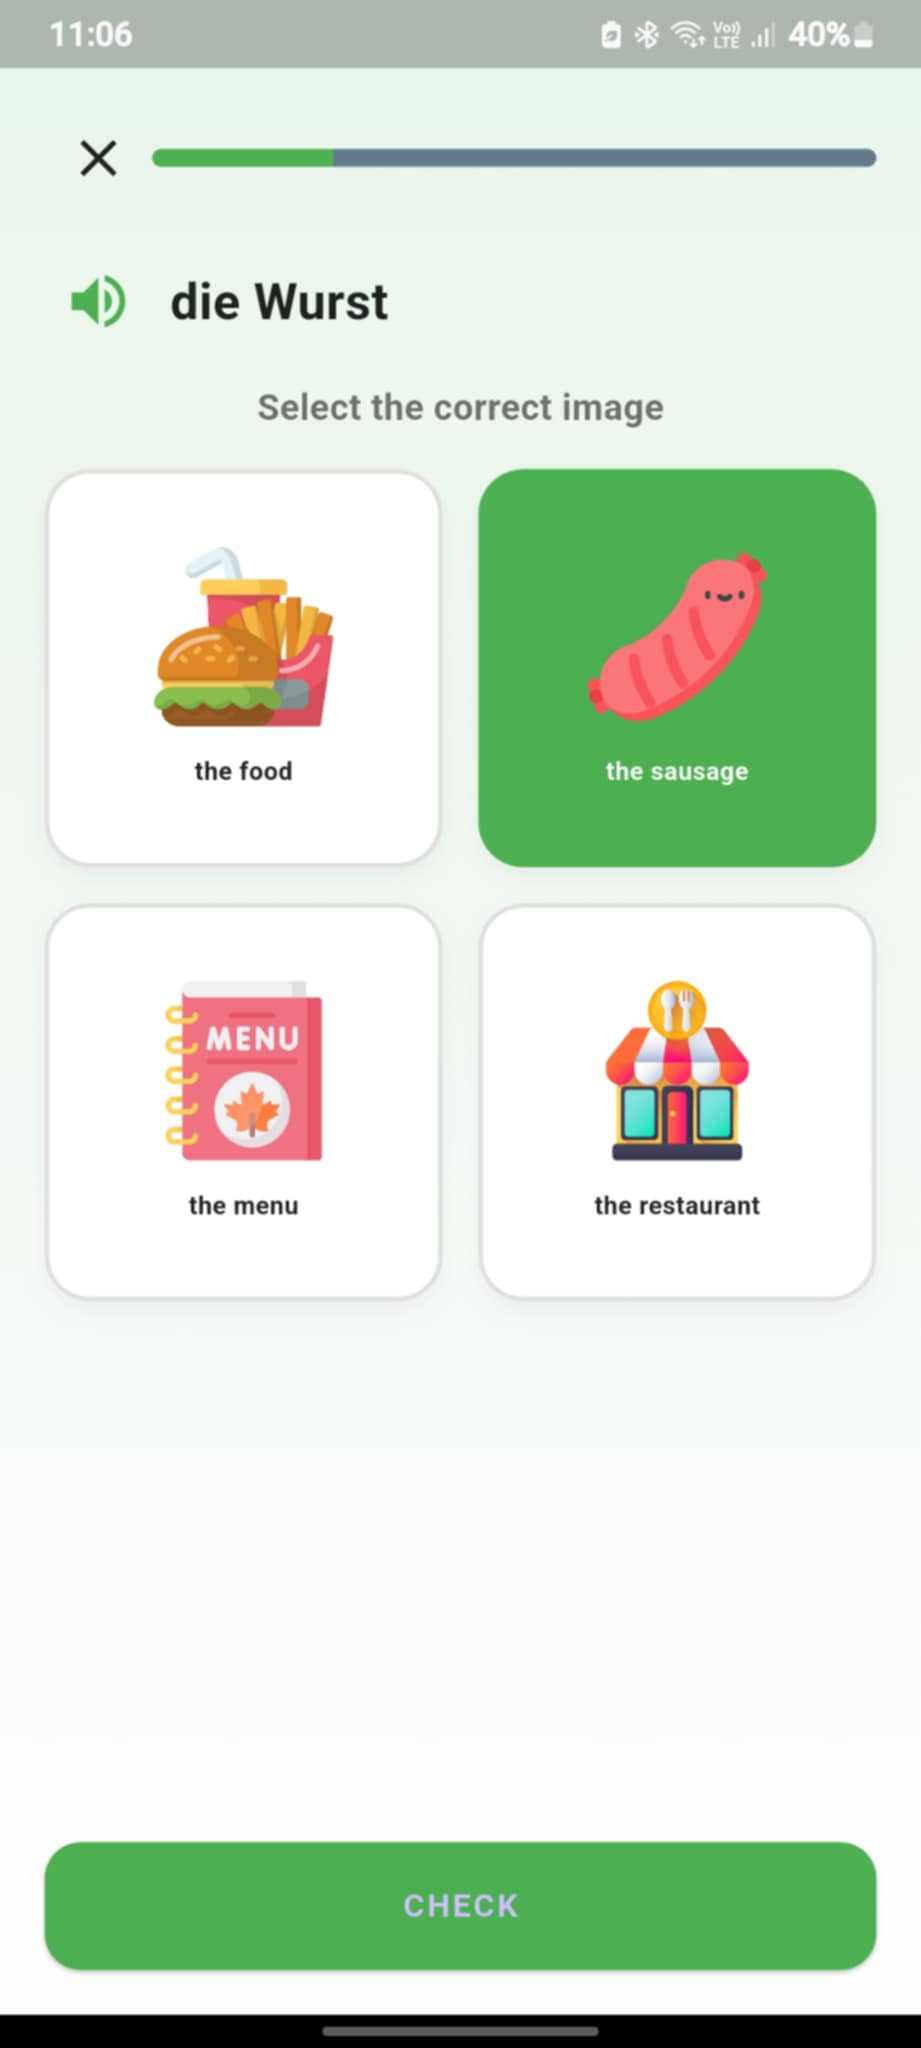 11:06
Vo)) LTE 40%
die Wurst
Select the correct image
the food
the sausage
MENU
the menu
the restaurant
CHECK